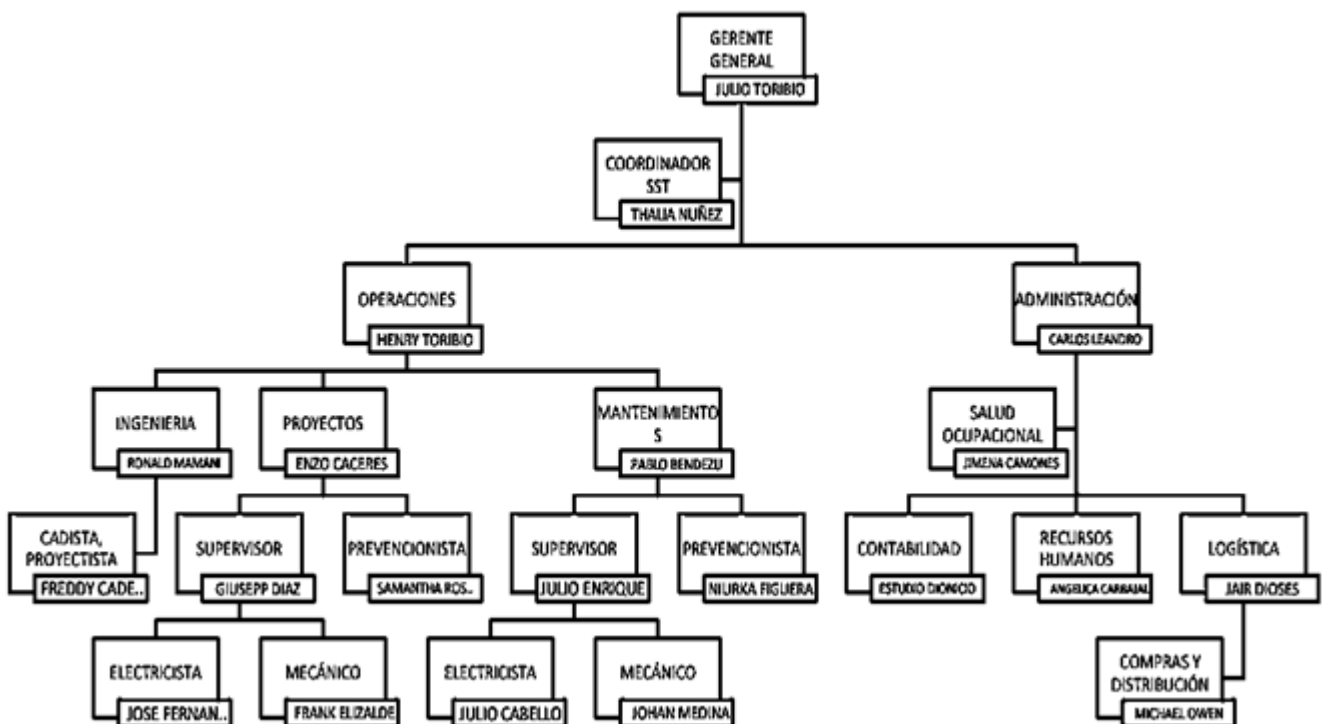 GERENTE
GENERAL
JULIO TORIBIO
COORDINADOR
SST
THALIA NUÑEZ
OPERACIONES
HENRY TORIBIO
ADMINISTRACIÓN
CARLOS LEANDRO
INGENIERIA
RONALD MAMANI
PROYECTOS
ENZO CACERES
MANTENIMIENTO
S
PABLO BENDEZU
SALUD
OCUPACIONAL
JIMENA CAMONES
CADISTA,
PROYECTISTA
FREDDY CADE..
SUPERVISOR
GIUSEPP DIAZ
PREVENCIONISTA
SAMANTHA ROS..
SUPERVISOR
JULIO ENRIQUE
PREVENCIONISTA
NIURKA FIGUERA
CONTABILIDAD
ESTUDIO DIONICIO
RECURSOS
HUMANOS
ANGELICA CARBAJAL
LOGÍSTICA
JAIR DIOSES
ELECTRICISTA
JOSE FERNAN..
MECÁNICO
FRANK ELIZALDE
ELECTRICISTA
JULIO CABELLO
MECÁNICO
JOHAN MEDINA
COMPRAS Y
DISTRIBUCIÓN
MICHAEL OWEN